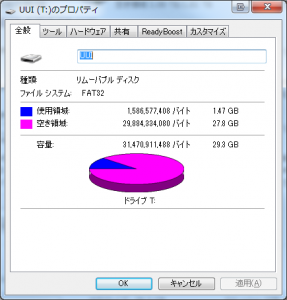 UUI (T:)のプロパティ
全般 ツール ハードウェア 共有 ReadyBoost カスタマイズ
UUI
種類: リムーバブル ディスク
ファイル システム: FAT32
使用領域: 1,586,577,408 バイト 1.47 GB
空き領域: 29,884,334,080 バイト 27.8 GB
容量: 31,470,911,488 バイト 29.3 GB
ドライブ T:
OK キャンセル 適用(A)